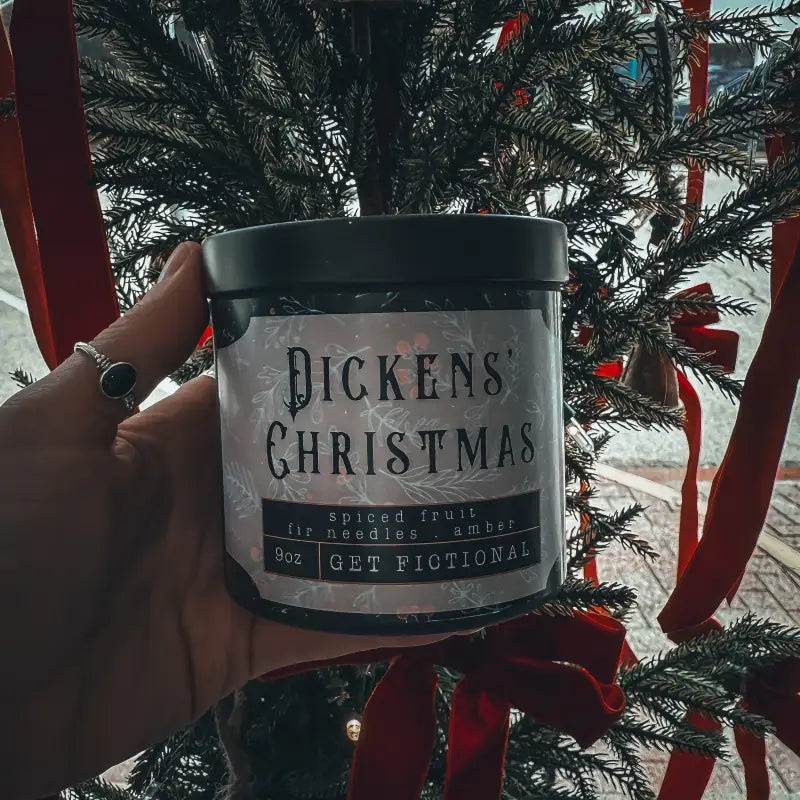 DICKENS'
CHRISTMAS
spiced fruit
fir needles . amber
9oz GET FICTIONAL